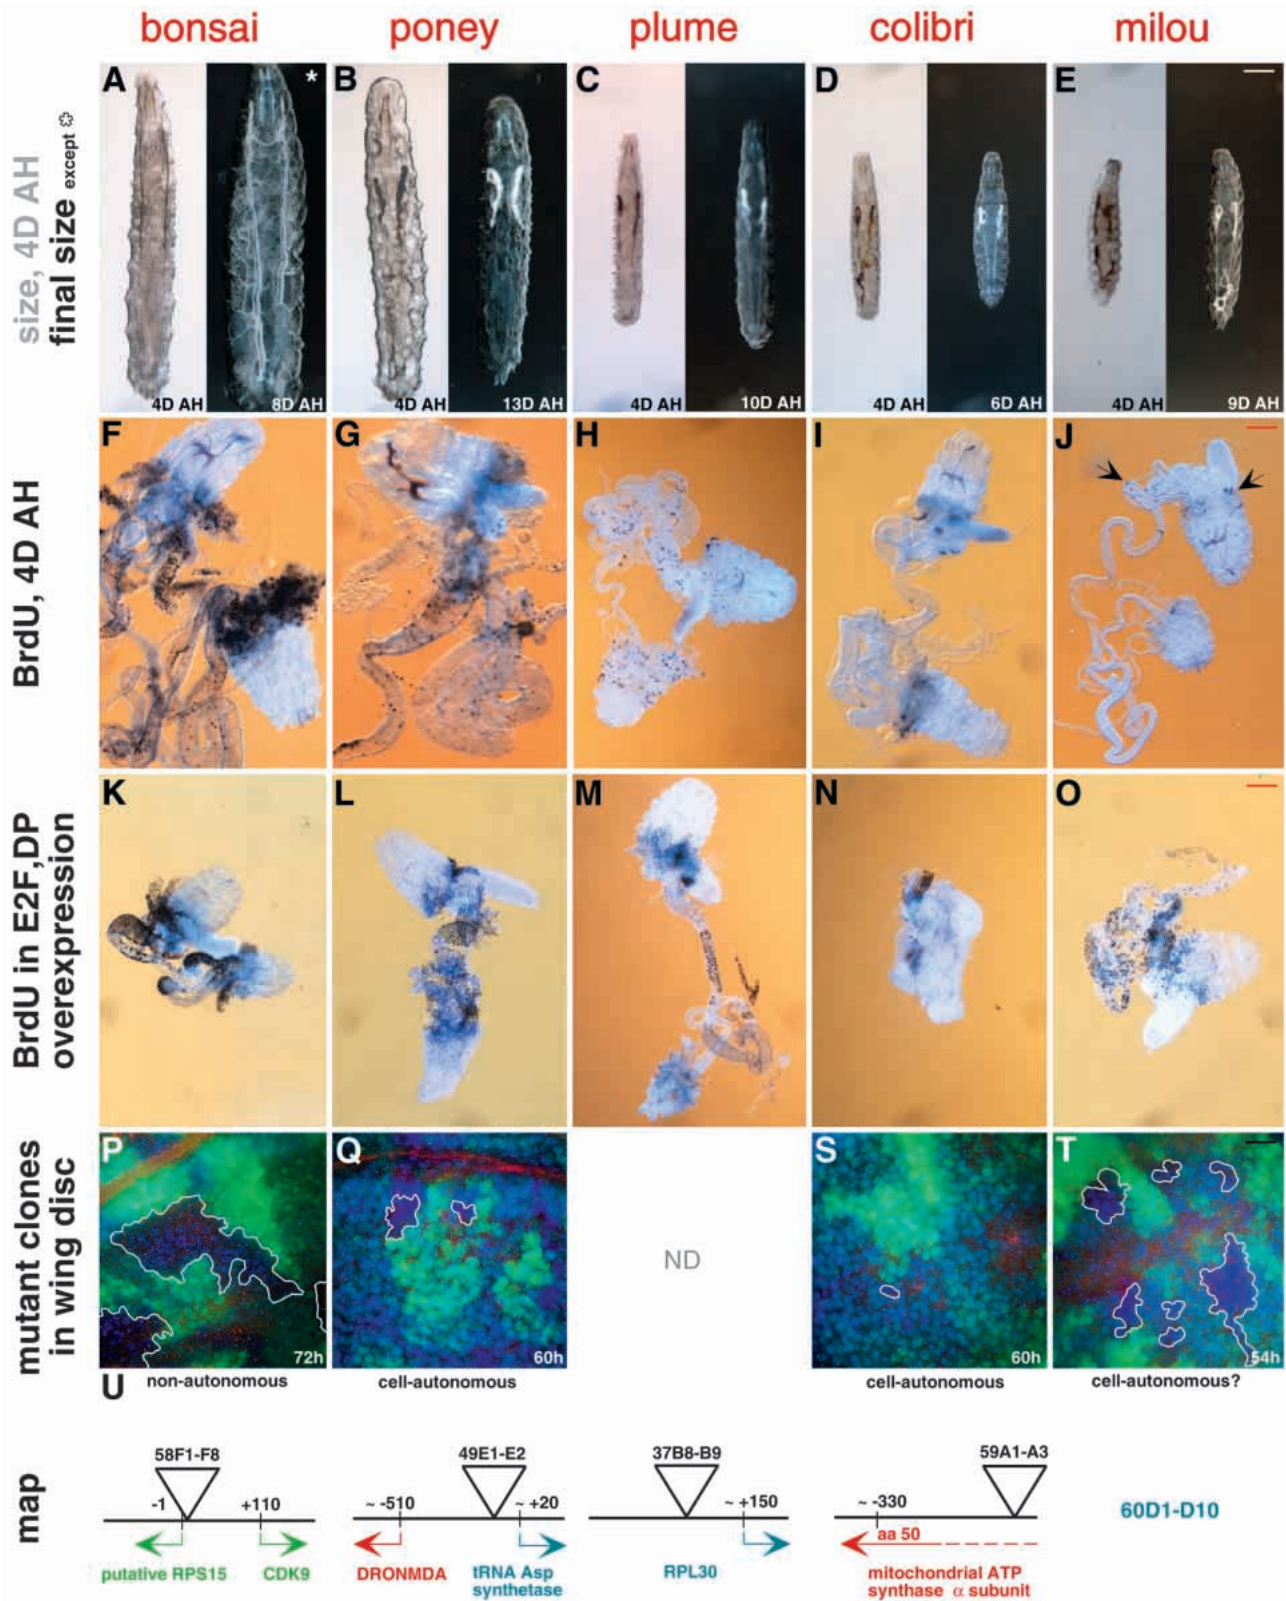 bonsai poney plume colibri milou
size, 4D AH
final size except ✩
A * B C D E
4D AH 8D AH 4D AH 13D AH 4D AH 10D AH 4D AH 6D AH 4D AH 9D AH
BrdU, 4D AH
F G H I J
BrdU in E2F,DP
overexpression
K L M N O
mutant clones
in wing disc
P Q S T
ND
72h 60h 60h 54h
U
non-autonomous cell-autonomous cell-autonomous cell-autonomous?
map
58F1-F8 49E1-E2 37B8-B9 59A1-A3
-1 +110 ~ -510 ~ +20 ~ +150 ~ -330
60D1-D10
aa 50
putative RPS15 CDK9 DRONMDA tRNA Asp RPL30 mitochondrial ATP
synthetase synthase α subunit